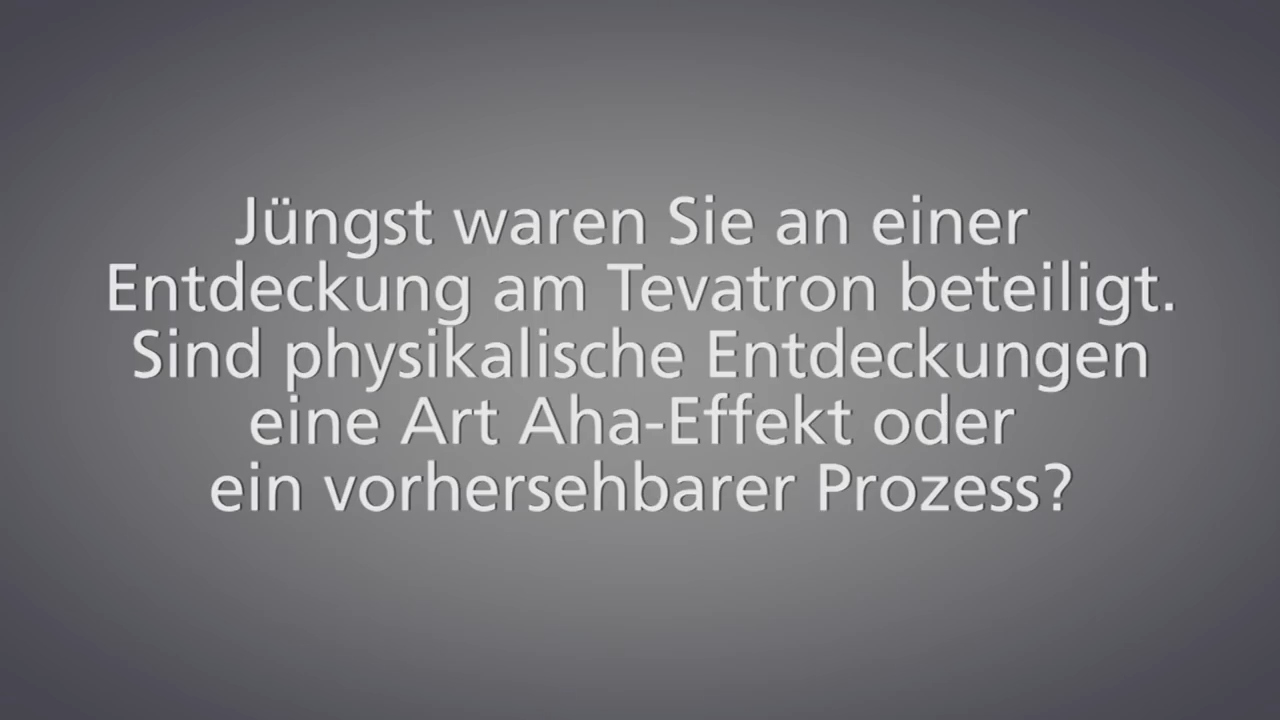 Jüngst waren Sie an einer
Entdeckung am Tevatron beteiligt.
Sind physikalische Entdeckungen
eine Art Aha-Effekt oder
ein vorhersehbarer Prozess?